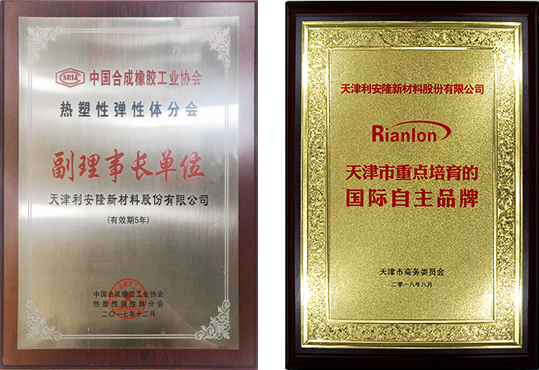 中国合成橡胶工业协会
热塑性弹性体分会
副理事长单位
天津利安隆新材料股份有限公司
(有效期5年)
中国合成橡胶工业协会
热塑性弹性体分会
二〇一七年十二月
天津利安隆新材料股份有限公司
Rianlon
天津市重点培育的
国际自主品牌
天津市商务委员会
二零一八年八月